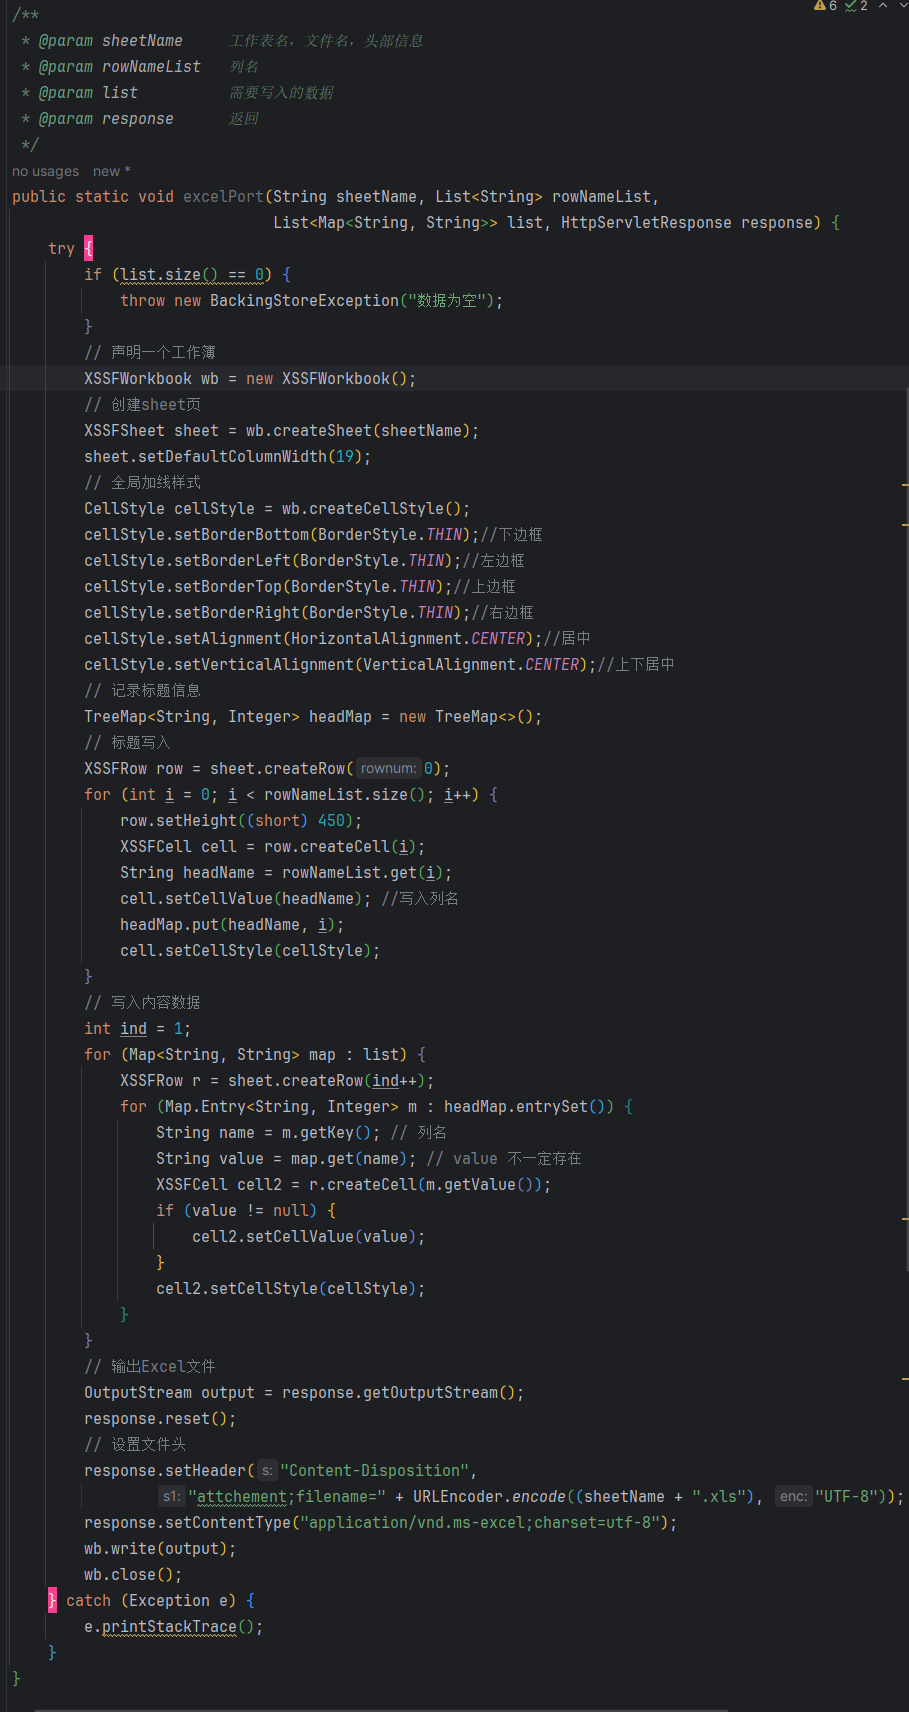 6 2
/**
 * @param sheetName     工作表名，文件名，头部信息
 * @param rowNameList   列名
 * @param list          需要写入的数据
 * @param response      返回
 */
no usages   new *
public static void excelPort(String sheetName, List<String> rowNameList,
                             List<Map<String, String>> list, HttpServletResponse response) {
    try {
        if (list.size() == 0) {
            throw new BackingStoreException("数据为空");
        }
        // 声明一个工作簿
        XSSFWorkbook wb = new XSSFWorkbook();
        // 创建sheet页
        XSSFSheet sheet = wb.createSheet(sheetName);
        sheet.setDefaultColumnWidth(19);
        // 全局加线样式
        CellStyle cellStyle = wb.createCellStyle();
        cellStyle.setBorderBottom(BorderStyle.THIN);//下边框
        cellStyle.setBorderLeft(BorderStyle.THIN);//左边框
        cellStyle.setBorderTop(BorderStyle.THIN);//上边框
        cellStyle.setBorderRight(BorderStyle.THIN);//右边框
        cellStyle.setAlignment(HorizontalAlignment.CENTER);//居中
        cellStyle.setVerticalAlignment(VerticalAlignment.CENTER);//上下居中
        // 记录标题信息
        TreeMap<String, Integer> headMap = new TreeMap<>();
        // 标题写入
        XSSFRow row = sheet.createRow( rownum: 0);
        for (int i = 0; i < rowNameList.size(); i++) {
            row.setHeight((short) 450);
            XSSFCell cell = row.createCell(i);
            String headName = rowNameList.get(i);
            cell.setCellValue(headName); //写入列名
            headMap.put(headName, i);
            cell.setCellStyle(cellStyle);
        }
        // 写入内容数据
        int ind = 1;
        for (Map<String, String> map : list) {
            XSSFRow r = sheet.createRow(ind++);
            for (Map.Entry<String, Integer> m : headMap.entrySet()) {
                String name = m.getKey(); // 列名
                String value = map.get(name); // value 不一定存在
                XSSFCell cell2 = r.createCell(m.getValue());
                if (value != null) {
                    cell2.setCellValue(value);
                }
                cell2.setCellStyle(cellStyle);
            }
        }
        // 输出Excel文件
        OutputStream output = response.getOutputStream();
        response.reset();
        // 设置文件头
        response.setHeader( s: "Content-Disposition",
                s1: "attchement;filename=" + URLEncoder.encode((sheetName + ".xls"), enc: "UTF-8"));
        response.setContentType("application/vnd.ms-excel;charset=utf-8");
        wb.write(output);
        wb.close();
    } catch (Exception e) {
        e.printStackTrace();
    }
}